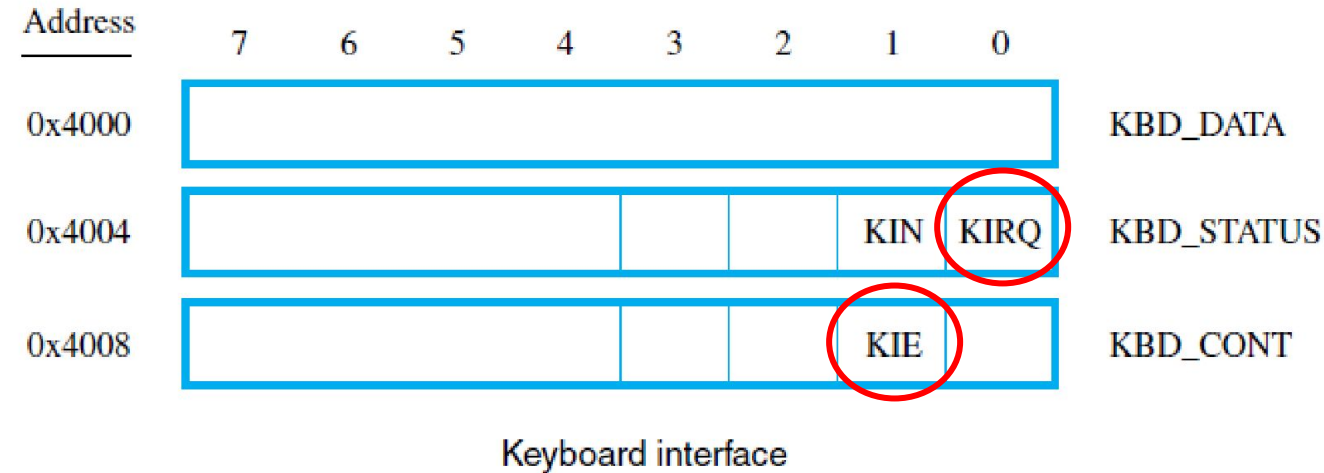 Address 7 6 5 4 3 2 1 0
0x4000 KBD_DATA
0x4004 KIN KIRQ KBD_STATUS
0x4008 KIE KBD_CONT
Keyboard interface